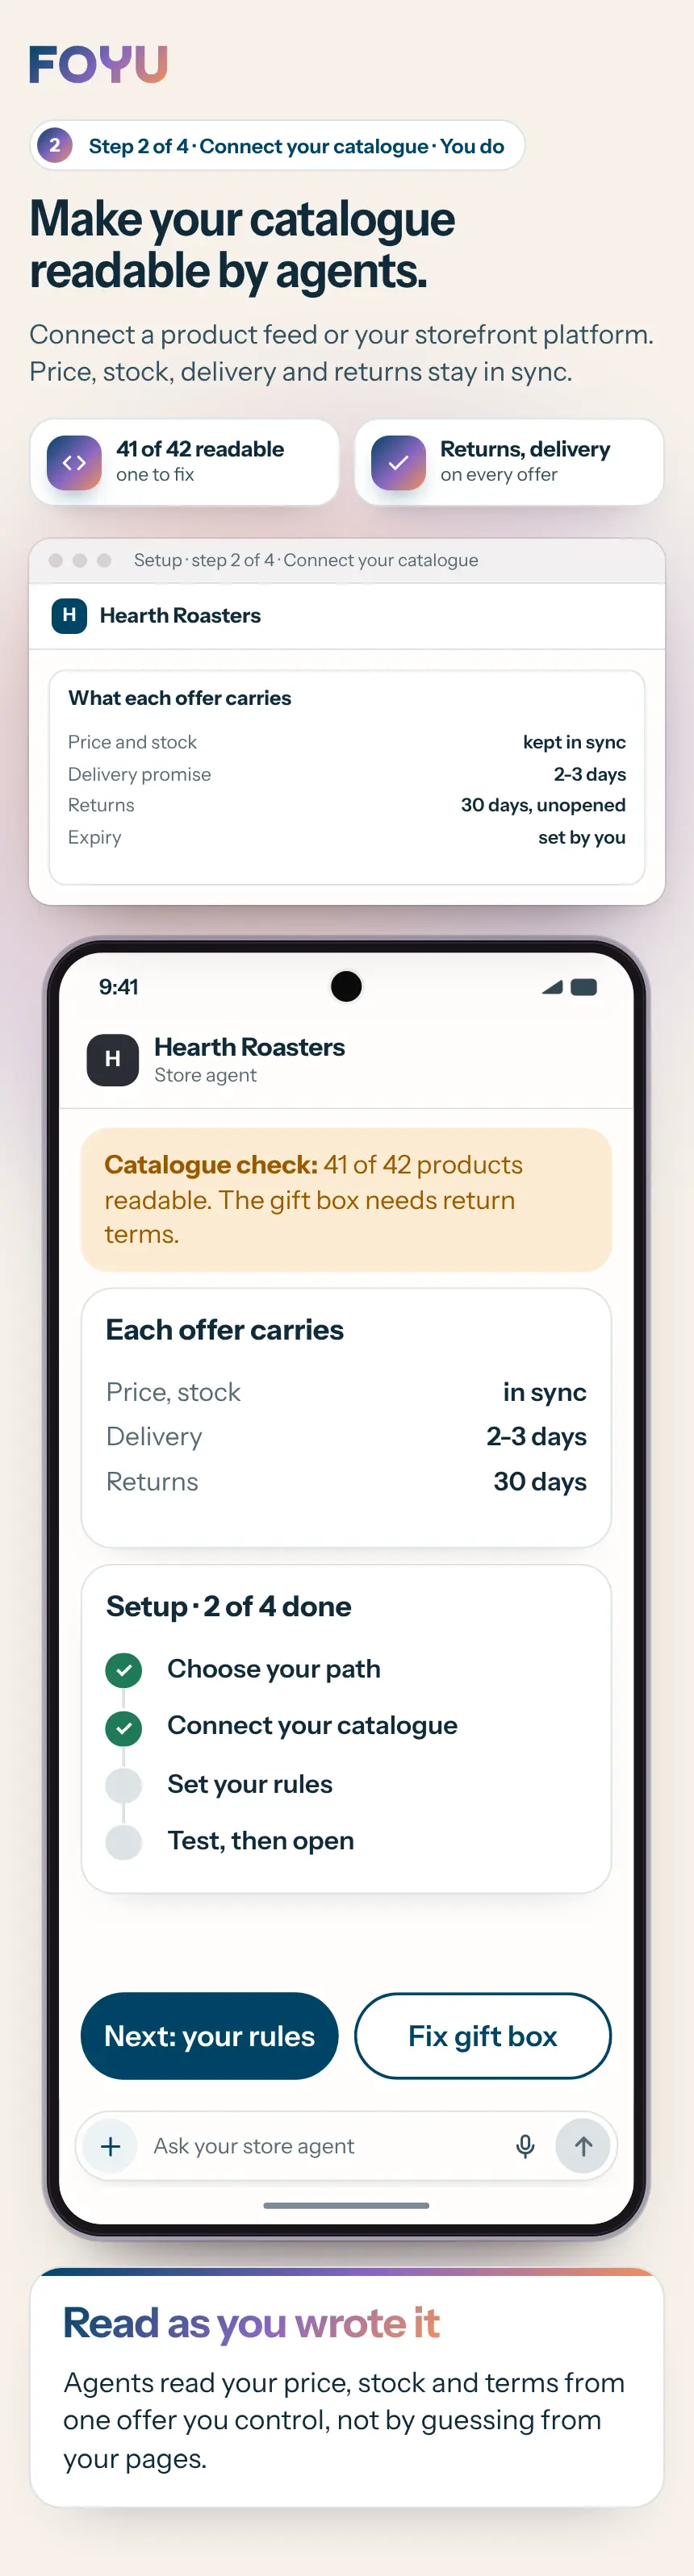 FOYU
2 Step 2 of 4 · Connect your catalogue · You do
Make your catalogue
readable by agents.
Connect a product feed or your storefront platform.
Price, stock, delivery and returns stay in sync.
41 of 42 readable
one to fix
Returns, delivery
on every offer
Setup · step 2 of 4 · Connect your catalogue
H Hearth Roasters
What each offer carries
Price and stock kept in sync
Delivery promise 2-3 days
Returns 30 days, unopened
Expiry set by you
9:41
H Hearth Roasters
Store agent
Catalogue check: 41 of 42 products
readable. The gift box needs return
terms.
Each offer carries
Price, stock in sync
Delivery 2-3 days
Returns 30 days
Setup · 2 of 4 done
Choose your path
Connect your catalogue
Set your rules
Test, then open
Next: your rules Fix gift box
Ask your store agent
Read as you wrote it
Agents read your price, stock and terms from
one offer you control, not by guessing from
your pages.